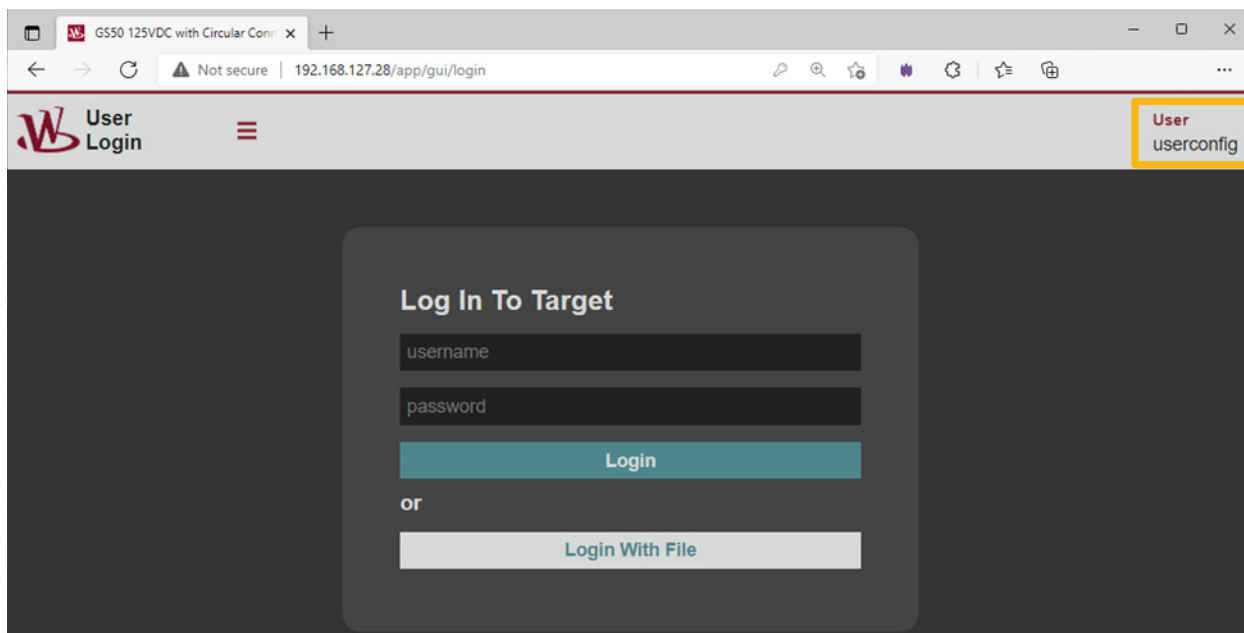 GS50 125VDC with Circular Conn
Not secure | 192.168.127.28/app/gui/login
User
Login
User
userconfig
Log In To Target
username
password
Login
or
Login With File